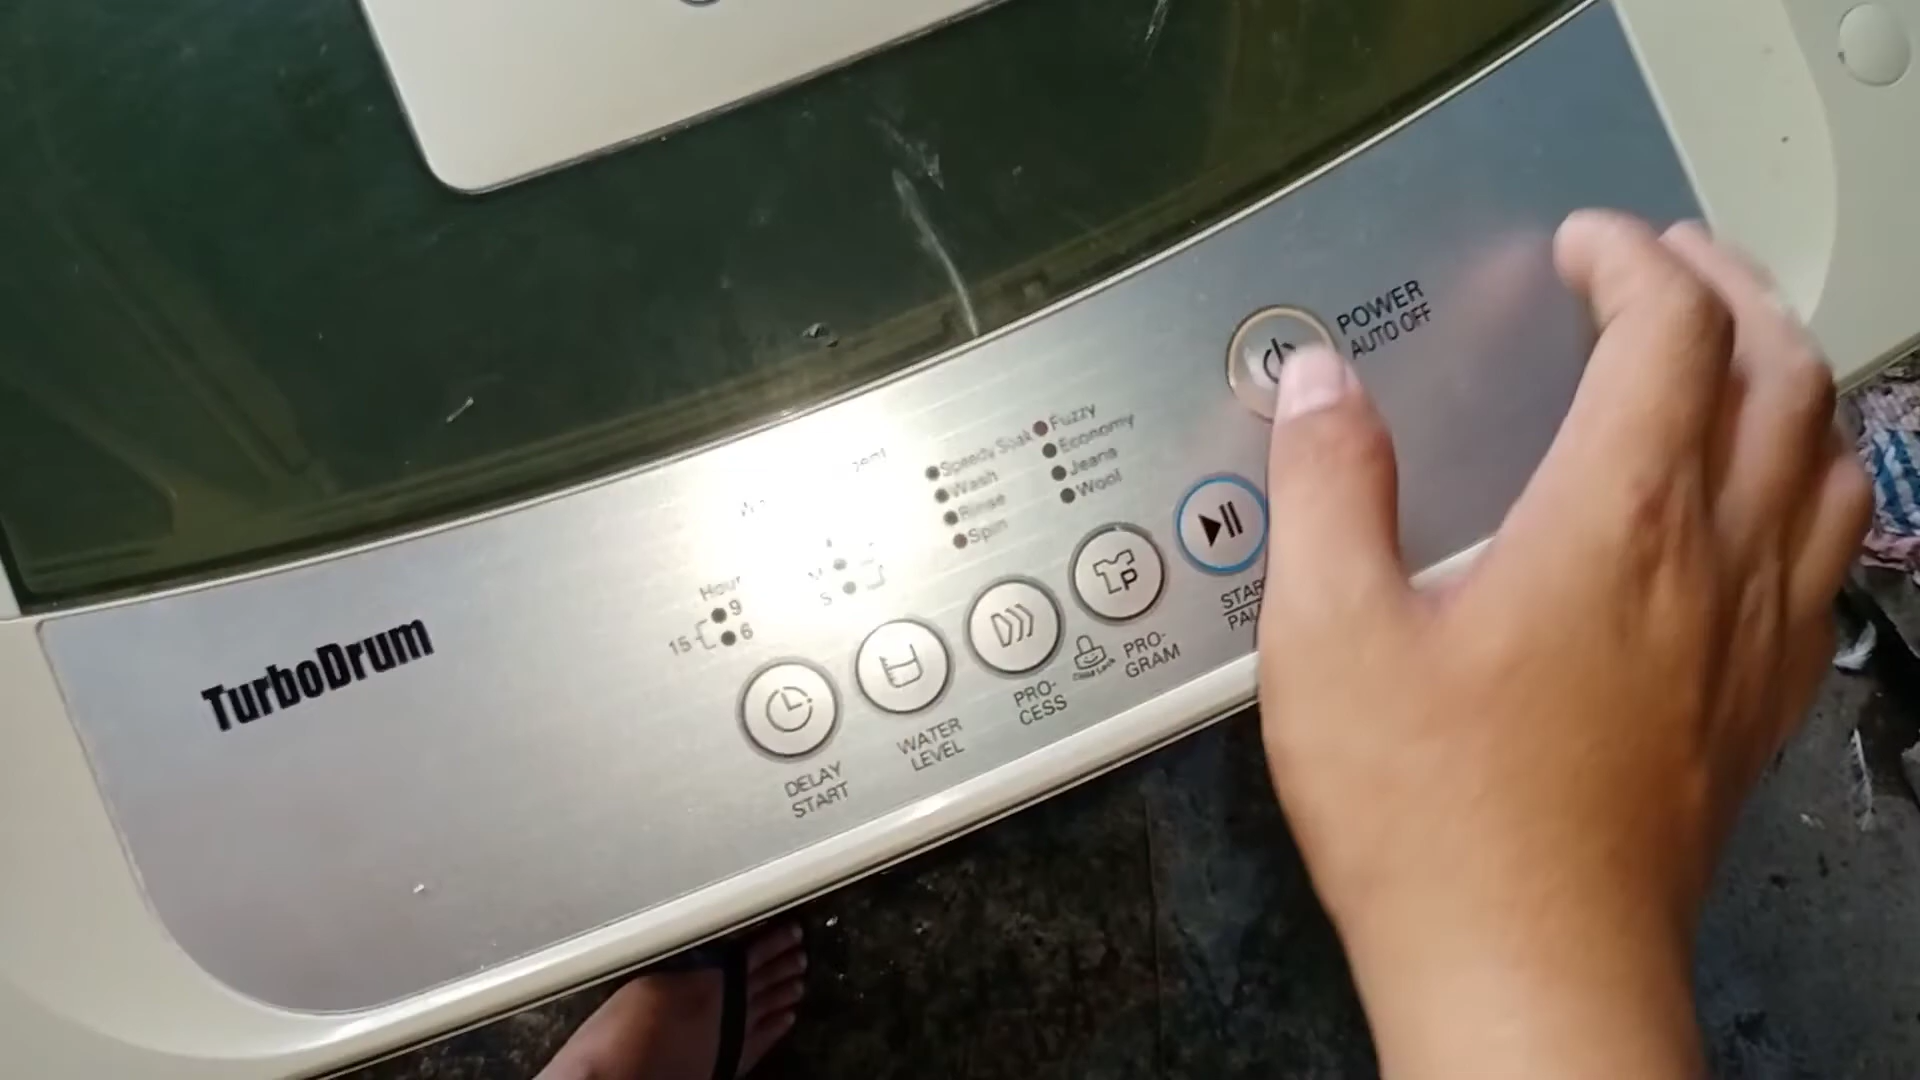 POWER
AUTO OFF
Speedy Soak
Wash
Rinse
Spin
Fuzzy
Economy
Jeans
Wool
Hour
9
15
6
M
S
TurboDrum
DELAY
START
WATER
LEVEL
PRO-
CESS
P
PRO-
GRAM